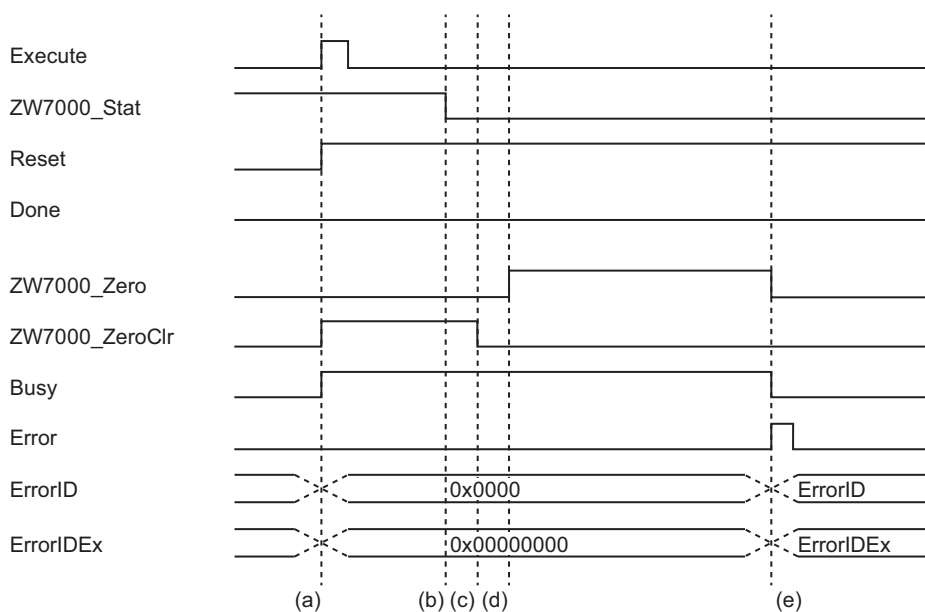 Execute
ZW7000_Stat
Reset
Done
ZW7000_Zero
ZW7000_ZeroClr
Busy
Error
ErrorID 0x0000 ErrorID
ErrorIDEx 0x00000000 ErrorIDEx
(a) (b) (c) (d) (e)